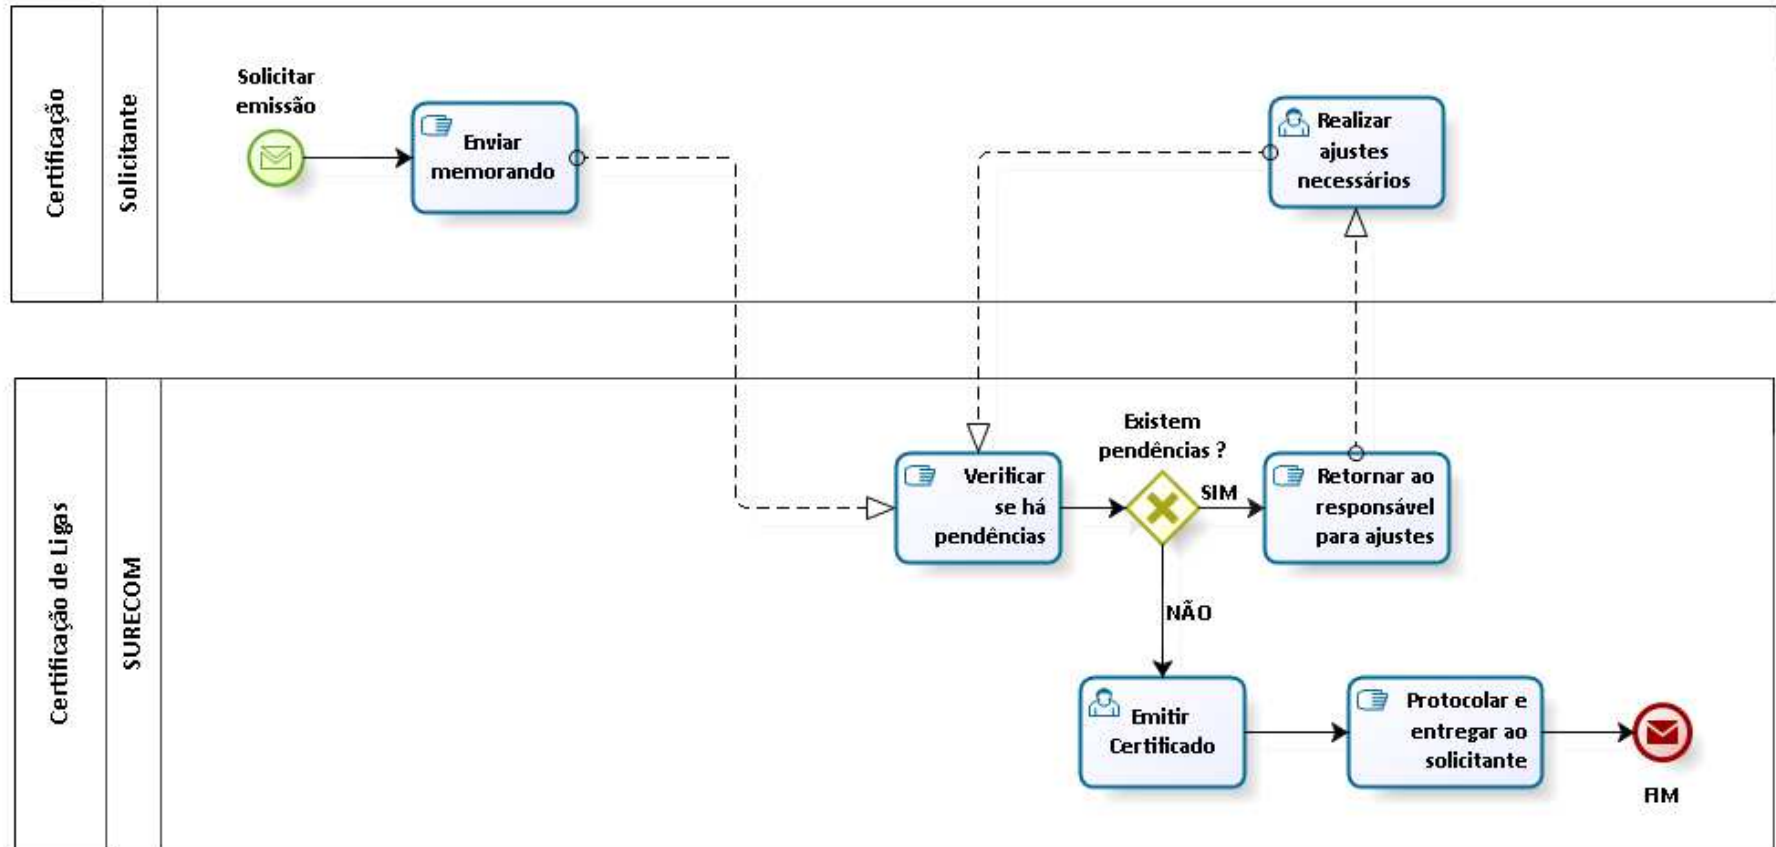 Certificação
Solicitante
Solicitar
emissão
Enviar
memorando
Realizar
ajustes
necessários
Certificação de Ligas
SURECOM
Verificar
se há
pendências
Existem
pendências ?
SIM
Retornar ao
responsável
para ajustes
NÃO
Emitir
Certificado
Protocolar e
entregar ao
solicitante
FIM